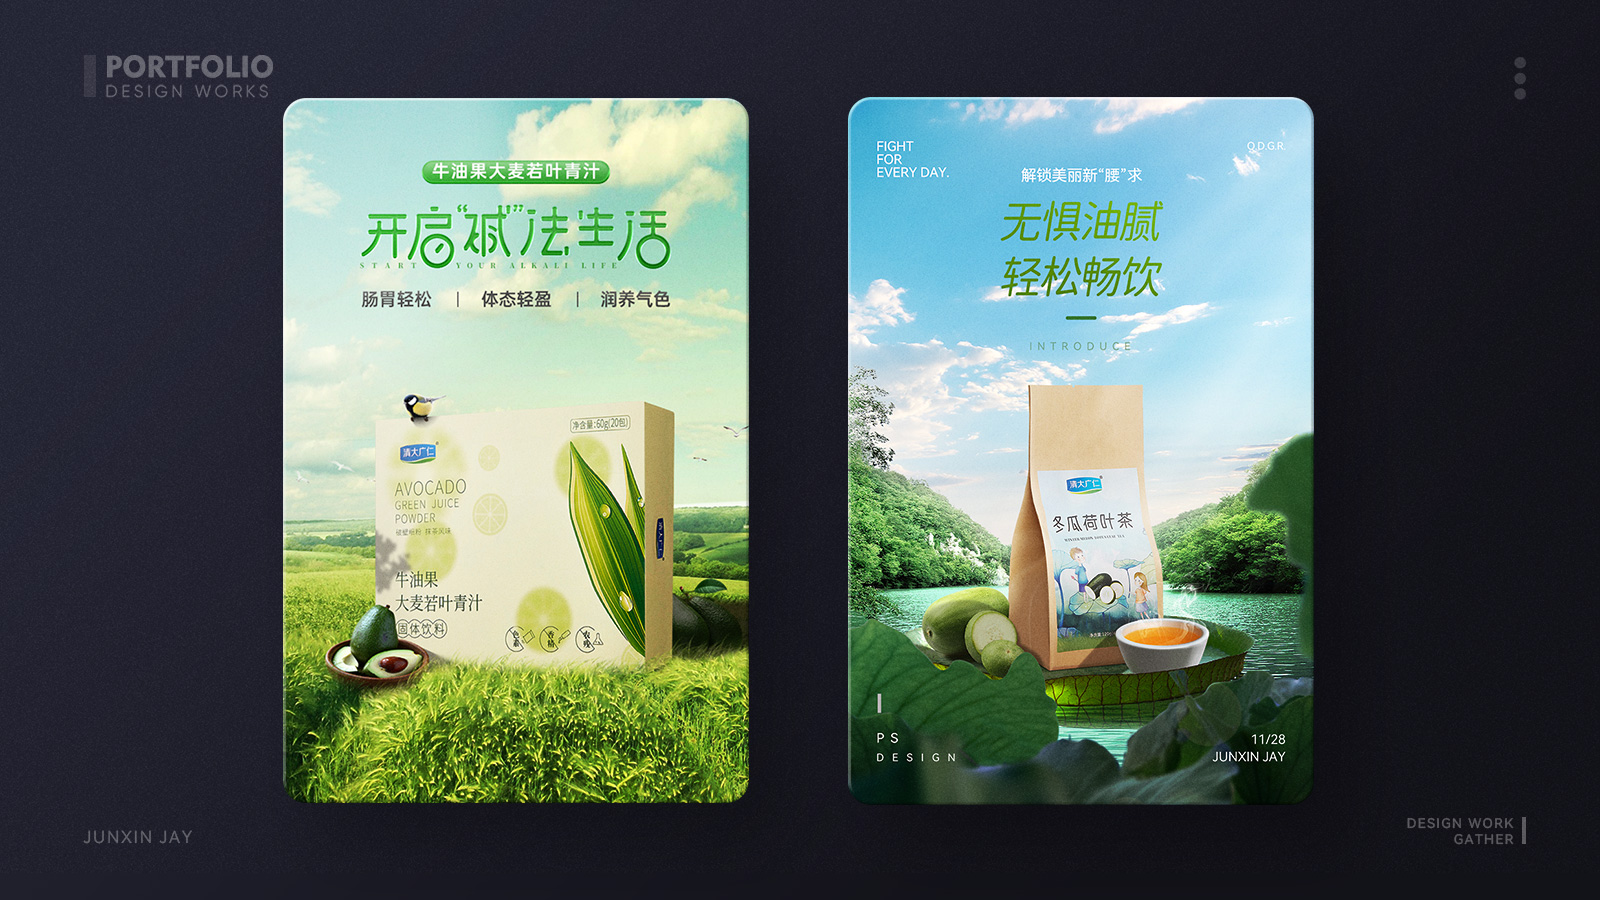 PORTFOLIO
DESIGN WORKS
牛油果大麦若叶青汁
开启“碱”法生活
START YOUR ALKALI LIFE
肠胃轻松 | 体态轻盈 | 润养气色
净含量:60g(20包)
清大广仁
AVOCADO
GREEN JUICE
POWDER
牛油果
大麦若叶青汁
固体饮料
FIGHT
FOR
EVERY DAY.
Q.D.G.R.
解锁美丽新“腰”求
无惧油腻
轻松畅饮
INTRODUCE
清大广仁
冬瓜荷叶茶
PS
DESIGN
11/28
JUNXIN JAY
JUNXIN JAY
DESIGN WORK
GATHER